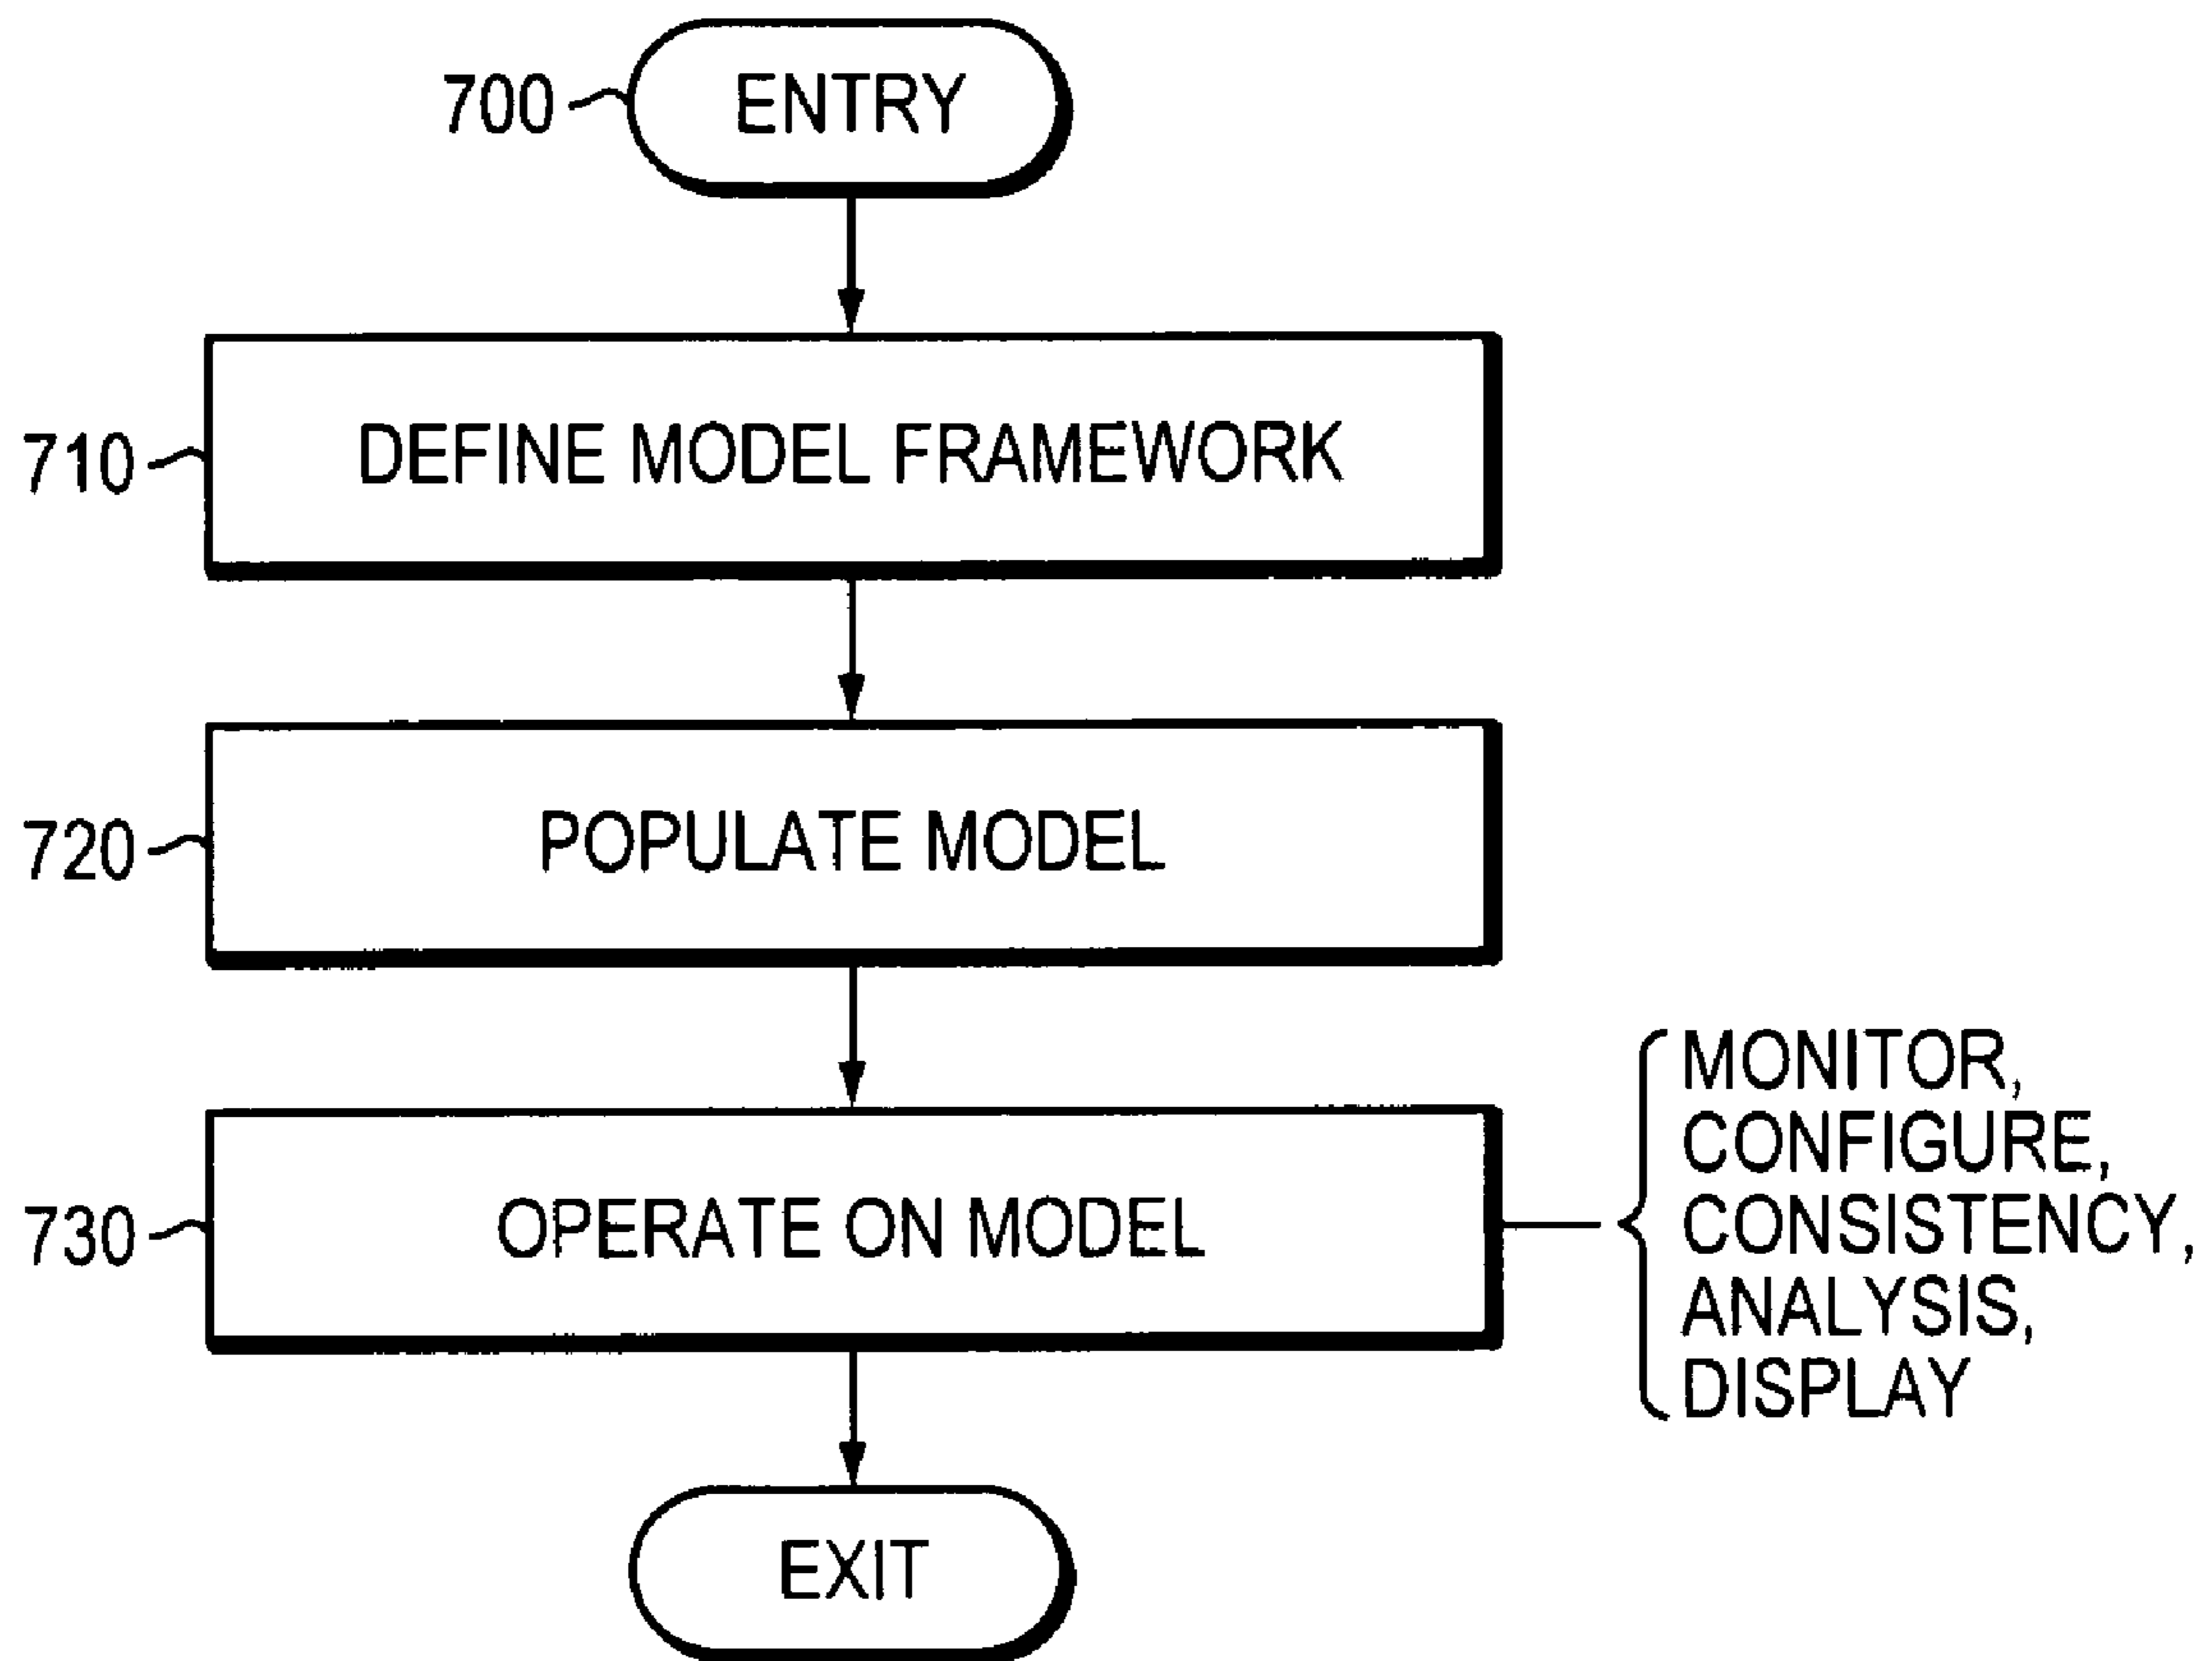 700
ENTRY
710
DEFINE MODEL FRAMEWORK
720
POPULATE MODEL
730
OPERATE ON MODEL
MONITOR,
CONFIGURE,
CONSISTENCY,
ANALYSIS,
DISPLAY
EXIT